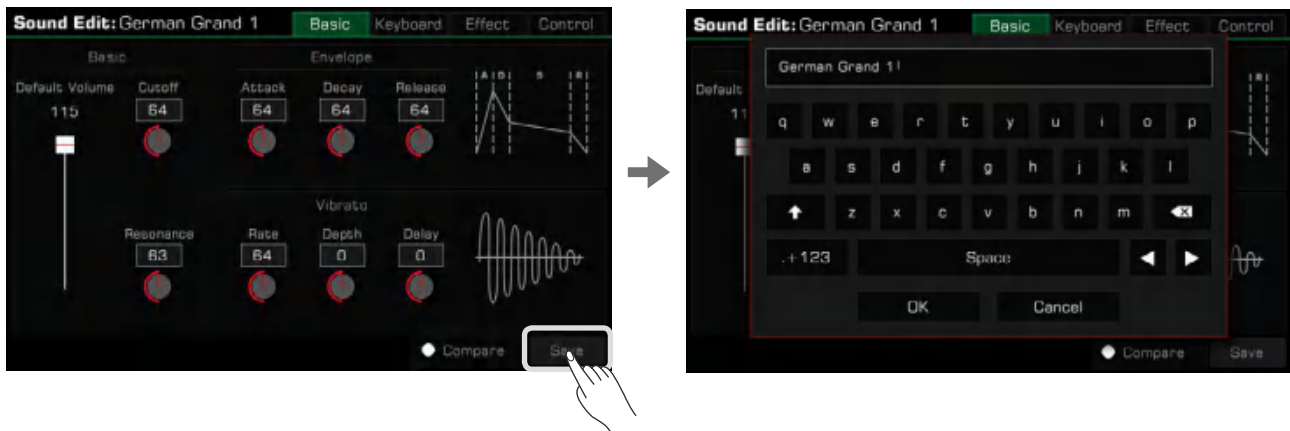 Sound Edit: German Grand 1 Basic Keyboard Effect Control
Basic
Default Volume
115
Cutoff
64
Resonance
63
Envelope
Attack Decay Release
64 64 64
A D S R
Vibrato
Rate Depth Delay
64 0 0
Compare Save
Sound Edit: German Grand 1 Basic Keyboard Effect Control
Default
11
R
German Grand 1
q w e r t y u i o p
a s d f g h j k l
z x c v b n m
.+123 Space
OK Cancel
Compare Save